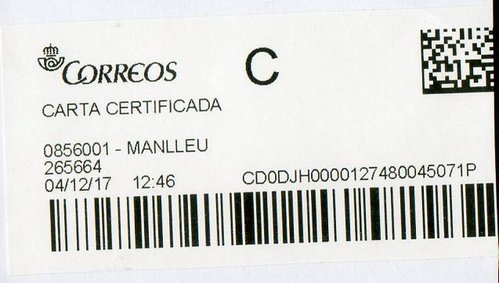 CORREOS
C
CARTA CERTIFICADA
0856001 - MANLLEU
265664
04/12/17 12:46
CD0DJH0000127480045071P